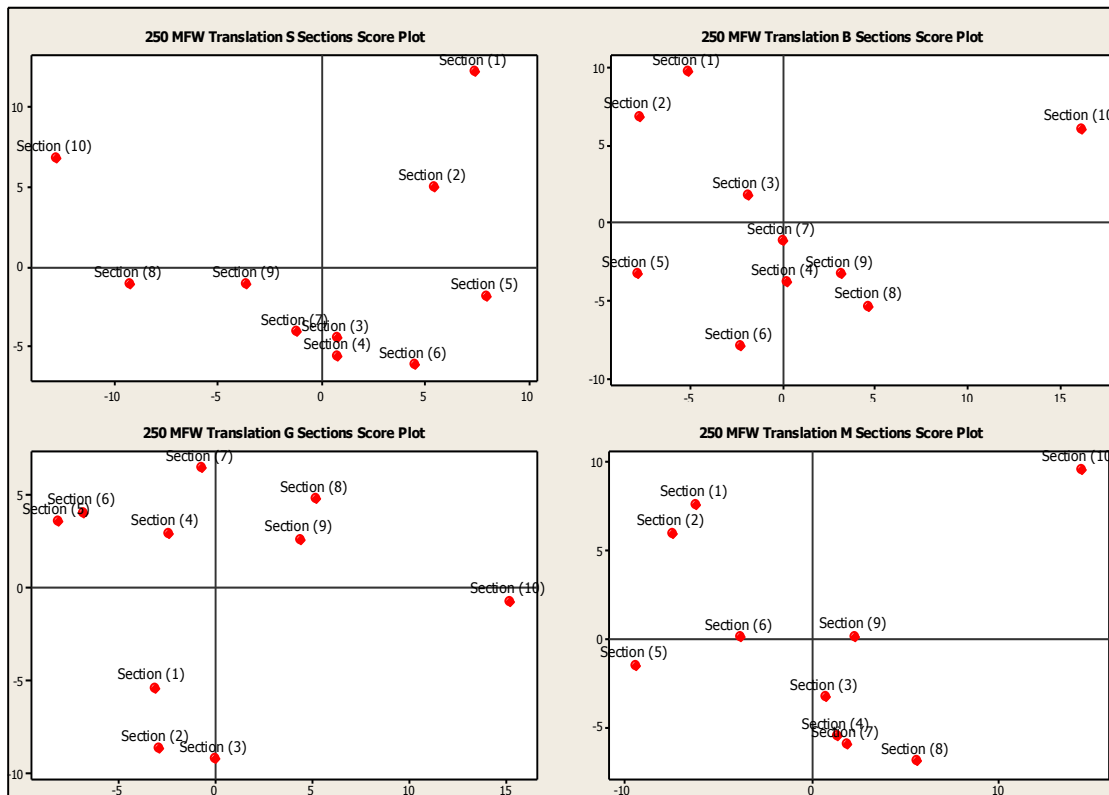 250 MFW Translation S Sections Score Plot
Section (1)
Section (10)
Section (2)
Section (8)
Section (9)
Section (5)
Section (7)
Section (3)
Section (4)
Section (6)
10
5
0
-5
-10
-5
0
5
10
250 MFW Translation B Sections Score Plot
Section (1)
Section (2)
Section (10
Section (3)
Section (7)
Section (5)
Section (4)
Section (9)
Section (8)
Section (6)
10
5
0
-5
-10
-5
0
5
10
15
250 MFW Translation G Sections Score Plot
Section (7)
Section (6)
Section (5)
Section (8)
Section (4)
Section (9)
Section (10)
Section (1)
Section (2)
Section (3)
5
0
-5
-10
-5
0
5
10
15
250 MFW Translation M Sections Score Plot
Section (10
Section (1)
Section (2)
Section (6)
Section (9)
Section (5)
Section (3)
Section (4)
Section (7)
Section (8)
10
5
0
-5
-10
0
10